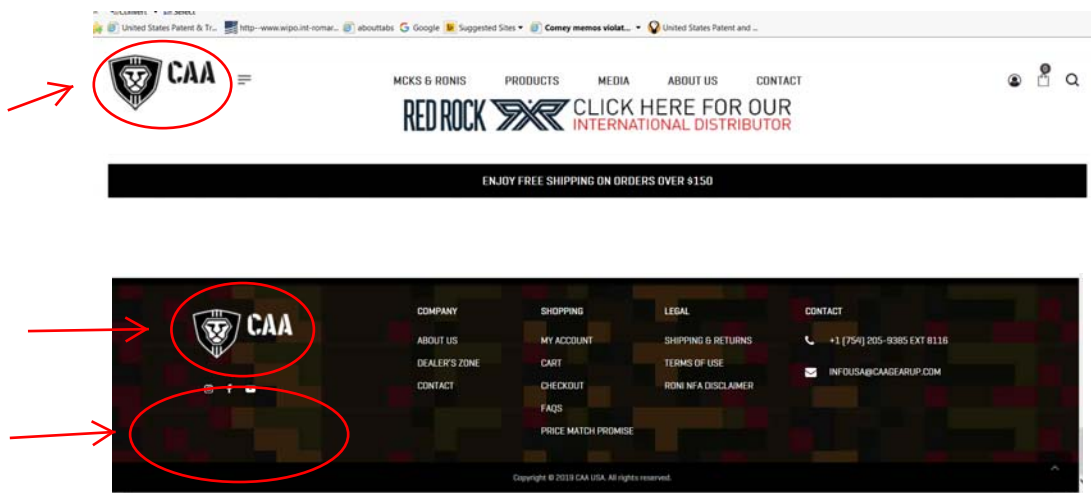 Convert Select
United States Patent & Tr... http--www.wipo.int-romar... abouttabs Google Suggested Sites Comey memos violat... United States Patent and ...
CAA
MCKS & RONIS PRODUCTS MEDIA ABOUT US CONTACT
0
RED ROCK RXR CLICK HERE FOR OUR
INTERNATIONAL DISTRIBUTOR
ENJOY FREE SHIPPING ON ORDERS OVER $150
CAA
COMPANY SHOPPING LEGAL CONTACT
ABOUT US MY ACCOUNT SHIPPING & RETURNS +1 (754) 205-9385 EXT 8116
DEALER'S ZONE CART TERMS OF USE INFOUSA@CAAGEARUP.COM
CONTACT CHECKOUT RONI NFA DISCLAIMER
FAQS
PRICE MATCH PROMISE
Copyright © 2019 CAA USA. All rights reserved.